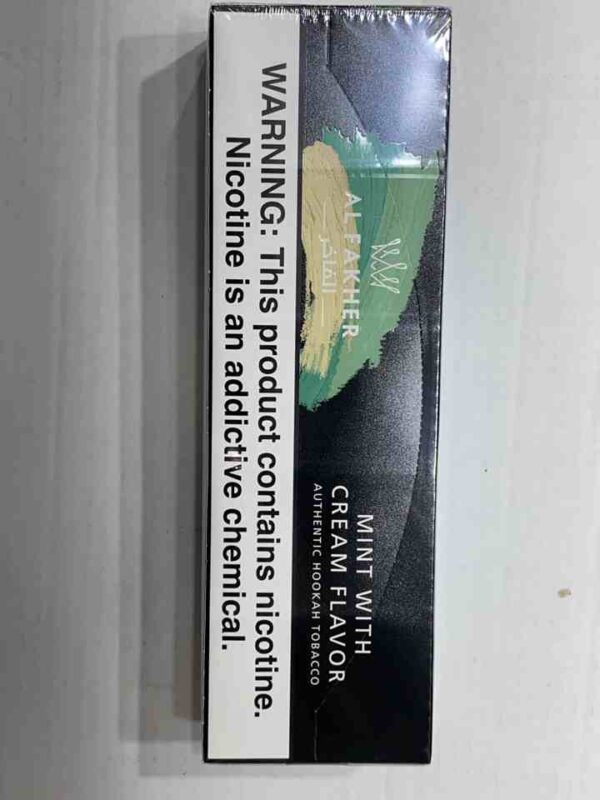 AL FAKHER
الفاخر
MINT WITH
CREAM FLAVOR
AUTHENTIC HOOKAH TOBACCO
WARNING: This product contains nicotine.
Nicotine is an addictive chemical.